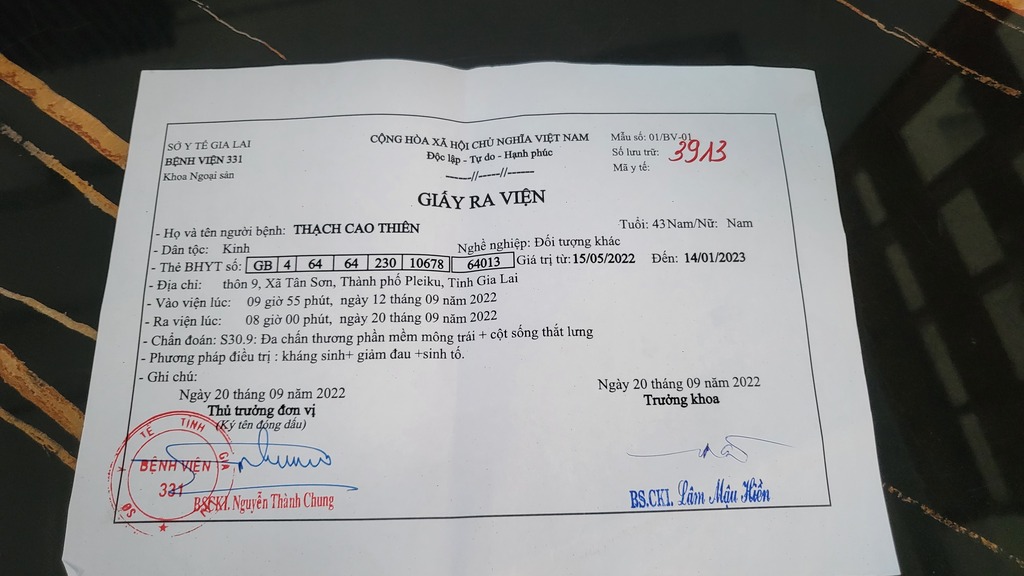 SỞ Y TẾ GIA LAI
BỆNH VIỆN 331
Khoa Ngoại sản
CỘNG HÒA XÃ HỘI CHỦ NGHĨA VIỆT NAM
Độc lập - Tự do - Hạnh phúc
-----//-----//------
Mẫu số: 01/BV-01
Số lưu trữ: 3913
Mã y tế:
GIẤY RA VIỆN
- Họ và tên người bệnh: THẠCH CAO THIÊN Tuổi: 43 Nam/Nữ: Nam
- Dân tộc: Kinh Nghề nghiệp: Đối tượng khác
- Thẻ BHYT số: GB 4 64 64 230 10678 64013 Giá trị từ: 15/05/2022 Đến: 14/01/2023
- Địa chỉ: thôn 9, Xã Tân Sơn, Thành phố Pleiku, Tỉnh Gia Lai
- Vào viện lúc: 09 giờ 55 phút, ngày 12 tháng 09 năm 2022
- Ra viện lúc: 08 giờ 00 phút, ngày 20 tháng 09 năm 2022
- Chẩn đoán: S30.9: Đa chấn thương phần mềm mông trái + cột sống thắt lưng
- Phương pháp điều trị : kháng sinh+ giảm đau +sinh tố.
- Ghi chú:
Ngày 20 tháng 09 năm 2022
Thủ trưởng đơn vị
(Ký tên đóng dấu)
Y TẾ TỈNH
BỆNH VIỆN
331
BS.CKI. Nguyễn Thành Chung
Ngày 20 tháng 09 năm 2022
Trưởng khoa
BS.CKI. Lâm Mậu Hiền